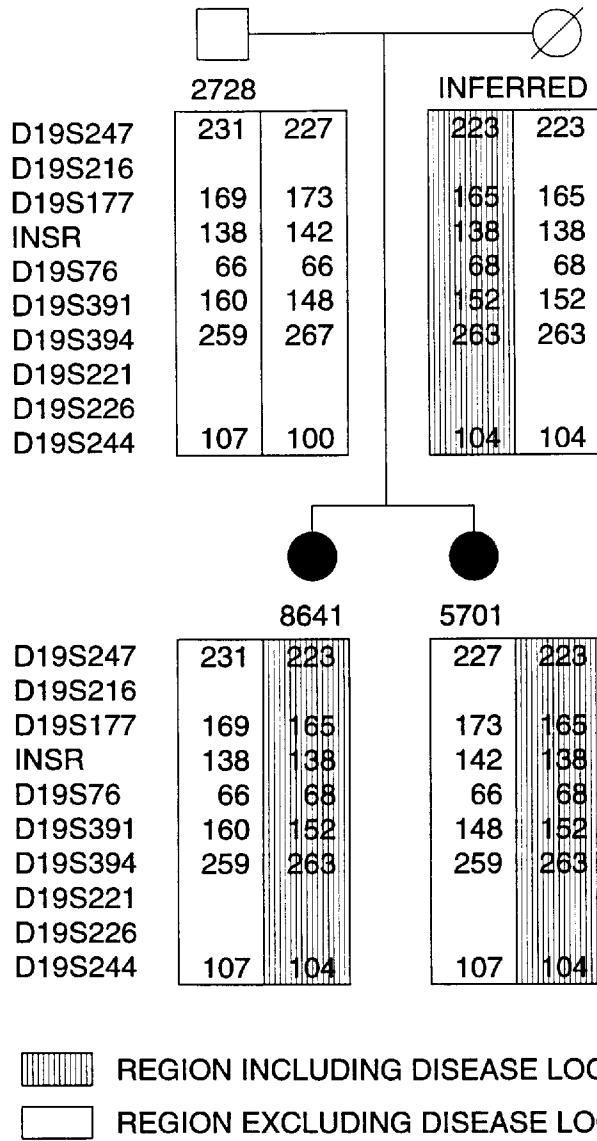 2728 INFERRED
D19S247 231 227 223 223
D19S216
D19S177 169 173 165 165
INSR 138 142 138 138
D19S76 66 66 68 68
D19S391 160 148 152 152
D19S394 259 267 263 263
D19S221
D19S226
D19S244 107 100 104 104
8641 5701
D19S247 231 223 227 223
D19S216
D19S177 169 165 173 165
INSR 138 138 142 138
D19S76 66 68 66 68
D19S391 160 152 148 152
D19S394 259 263 259 263
D19S221
D19S226
D19S244 107 104 107 104
REGION INCLUDING DISEASE
REGION EXCLUDING DISEASE